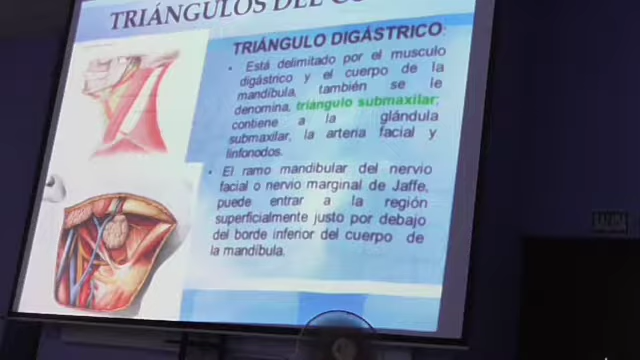 TRIÁNGULOS DEL
TRIÁNGULO DIGÁSTRICO:
• Está delimitado por el musculo
digástrico y el cuerpo de la
mandíbula, también se le
denomina, triángulo submaxilar;
contiene a la glándula
submaxilar, la arteria facial y
linfonodos.
• El ramo mandibular del nervio
facial o nervio marginal de Jaffe,
puede entrar a la región
superficialmente justo por debajo
del borde inferior del cuerpo de
la mandíbula.
SALIDA